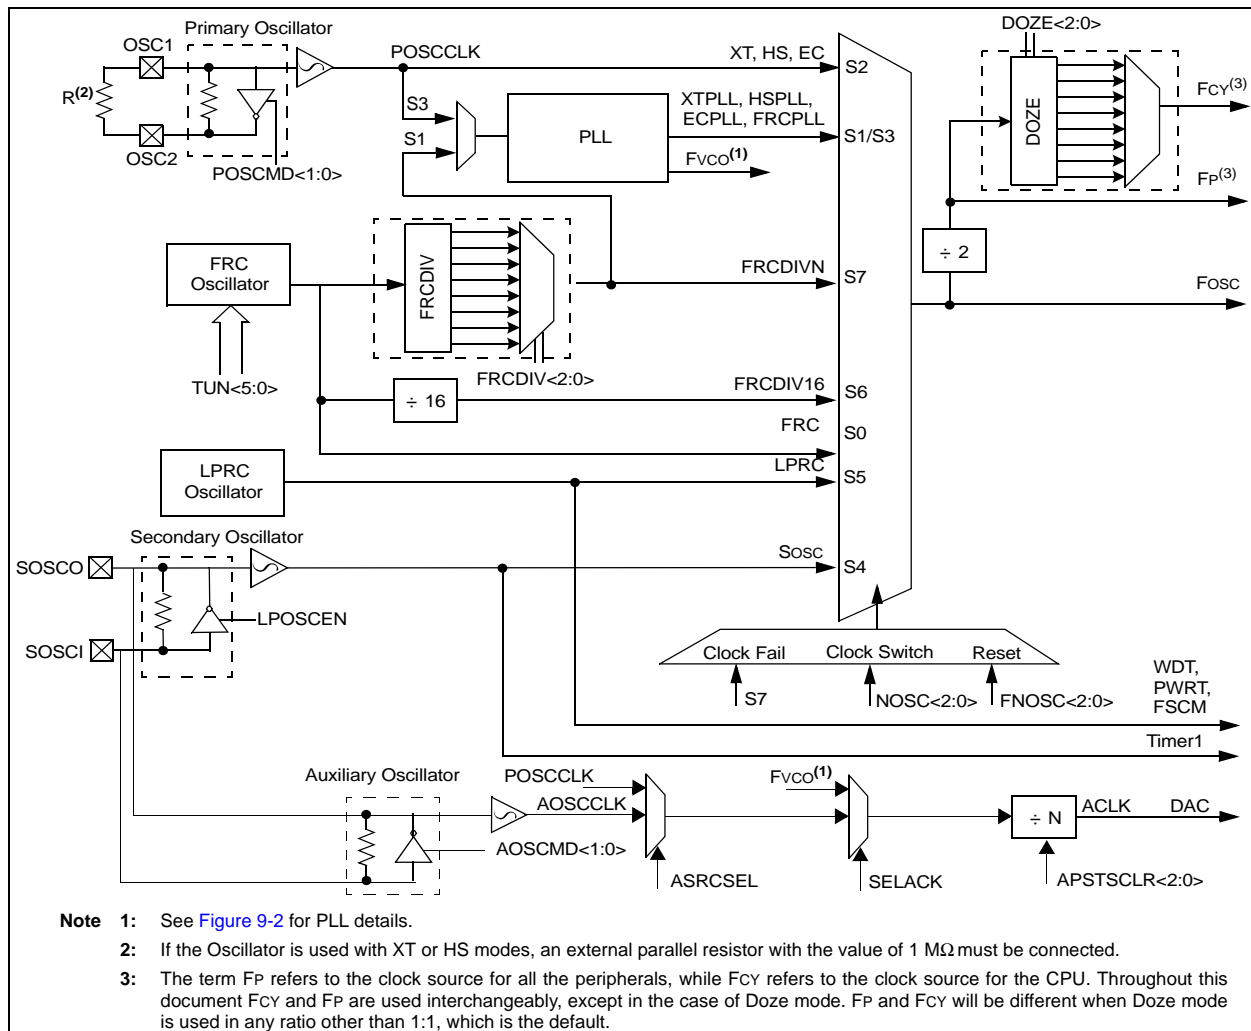 Primary Oscillator
DOZE<2:0>
OSC1
POSCCLK
XT, HS, EC
S2
R(2)
S3
XTPLL, HSPLL,
ECPLL, FRCPLL
PLL
S1/S3
DOZE
FCY(3)
S1
OSC2
FVCO(1)
POSCMD<1:0>
FP(3)
÷ 2
FRC
Oscillator
FRCDIV
FRCDIVN
S7
FOSC
TUN<5:0>
FRCDIV<2:0>
÷ 16
FRCDIV16
S6
FRC
S0
LPRC
Oscillator
LPRC
S5
Secondary Oscillator
SOSCO
SOSC
S4
LPOSCEN
SOSCI
Clock Fail
Clock Switch
Reset
S7
NOSC<2:0>
FNOSC<2:0>
WDT,
PWRT,
FSCM
Timer1
Auxiliary Oscillator
POSCCLK
FVCO(1)
AOSCCLK
÷ N
ACLK
DAC
AOSCMD<1:0>
ASRCSEL
SELACK
APSTSCLR<2:0>
Note 1: See Figure 9-2 for PLL details.
2: If the Oscillator is used with XT or HS modes, an external parallel resistor with the value of 1 MΩ must be connected.
3: The term FP refers to the clock source for all the peripherals, while FCY refers to the clock source for the CPU. Throughout this
document FCY and FP are used interchangeably, except in the case of Doze mode. FP and FCY will be different when Doze mode
is used in any ratio other than 1:1, which is the default.